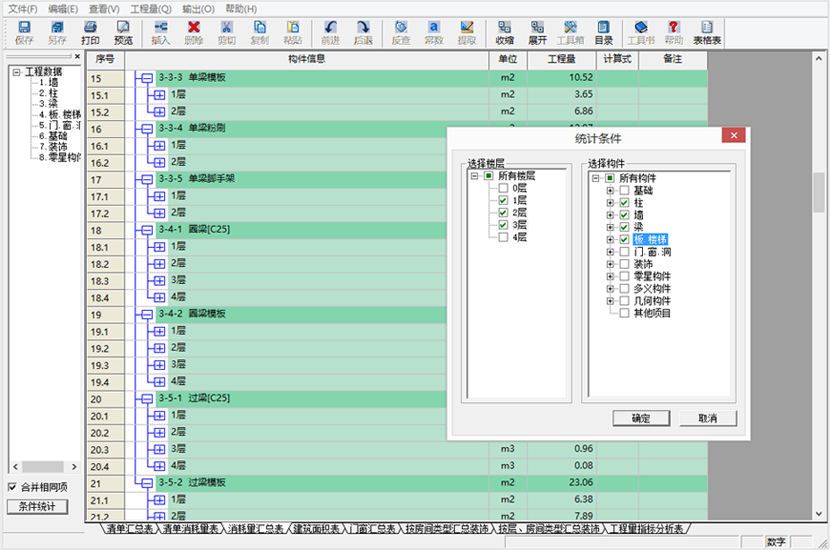 文件(F) 编辑(E) 查看(V) 工程量(Q) 输出(O) 帮助(H)
保存 另存 打印 预览 插入 删除 剪切 复制 粘贴 前进 后退 反查 常数 提取 收缩 展开 工具箱 目录 工具书 帮助 表格表
工程数据
1.墙
2.柱
3.梁
4.板.楼梯
5.门.窗.洞
6.基础
7.装饰
8.零星构件
合并相同项
条件统计
序号 构件信息 单位 工程量 计算式 备注
15 3-3-3 单梁模板 m2 10.52
15.1 1层 m2 3.65
15.2 2层 m2 6.86
16 3-3-4 单梁粉刷
16.1 1层
16.2 2层
17 3-3-5 单梁脚手架
17.1 1层
17.2 2层
18 3-4-1 圈梁[C25]
18.1 1层
18.2 2层
18.3 3层
18.4 4层
19 3-4-2 圈梁模板
19.1 1层
19.2 2层
19.3 3层
19.4 4层
20 3-5-1 过梁[C25]
20.1 1层
20.2 2层
20.3 3层 m3 0.96
20.4 4层 m3 0.08
21 3-5-2 过梁模板 m2 23.06
21.1 1层 m2 6.38
21.2 2层 m2 7.89
清单汇总表 清单消耗量表 消耗量汇总表 建筑面积表 门窗汇总表 按房间类型汇总装饰 按层、房间类型汇总装饰 工程量指标分析表
数字
统计条件
选择楼层
所有楼层
0层
1层
2层
3层
4层
选择构件
所有构件
基础
柱
墙
梁
板.楼梯
门.窗.洞
装饰
零星构件
多义构件
几何构件
其他项目
确定 取消